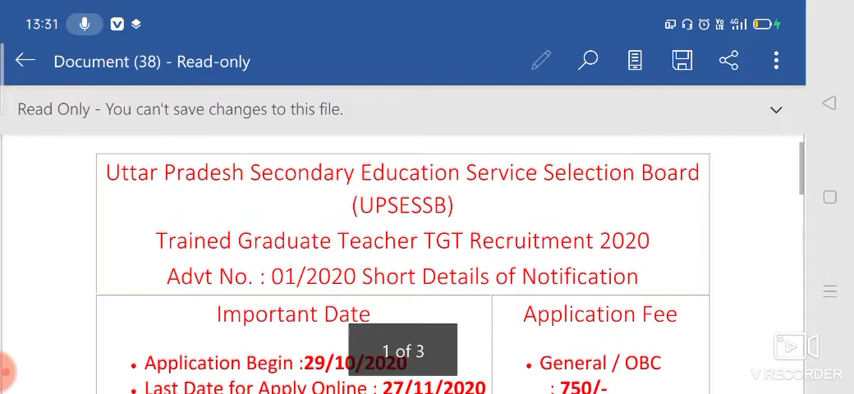 13:31
Document (38) - Read-only
Read Only - You can't save changes to this file.
Uttar Pradesh Secondary Education Service Selection Board
(UPSESSB)
Trained Graduate Teacher TGT Recruitment 2020
Advt No. : 01/2020 Short Details of Notification
Important Date
Application Begin :29/10/2020
Last Date for Apply Online : 27/11/2020
Application Fee
General / OBC
: 750/-
1 of 3
V RECORDER